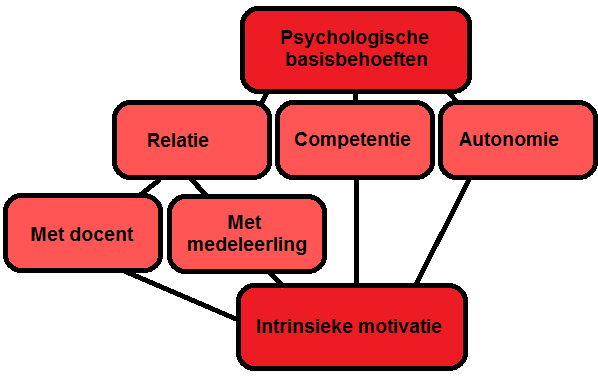 Psychologische
basisbehoeften
Relatie
Competentie
Autonomie
Met docent
Met
medeleerling
Intrinsieke motivatie